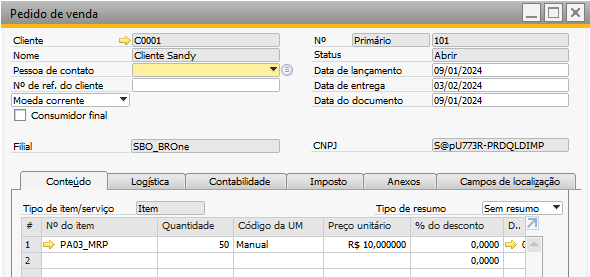 Pedido de venda
Cliente C0001 Nº Primário 101
Nome Cliente Sandy Status Abrir
Pessoa de contato Data de lançamento 09/01/2024
Nº de ref. do cliente Data de entrega 03/02/2024
Moeda corrente Data do documento 09/01/2024
Consumidor final
Filial SBO_BROne CNPJ S@pU773R-PRDQLDIMP
Conteúdo Logística Contabilidade Imposto Anexos Campos de localização
Tipo de item/serviço Item Tipo de resumo Sem resumo
# Nº do item Quantidade Código da UM Preço unitário % do desconto D..
1 PA03_MRP 50 Manual R$ 10,000000 0,0000
2 0,0000